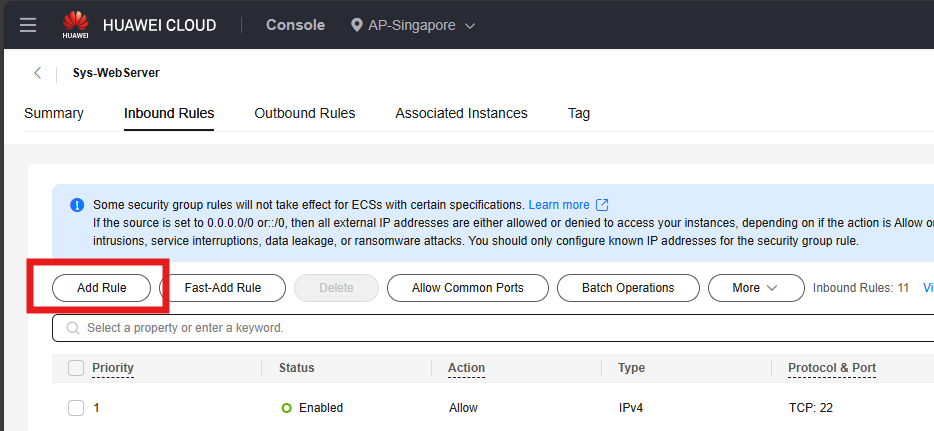 HUAWEI
HUAWEI CLOUD
Console
AP-Singapore
Sys-WebServer
Summary
Inbound Rules
Outbound Rules
Associated Instances
Tag
Some security group rules will not take effect for ECSs with certain specifications. Learn more
If the source is set to 0.0.0.0/0 or::/0, then all external IP addresses are either allowed or denied to access your instances, depending on if the action is Allow or
intrusions, service interruptions, data leakage, or ransomware attacks. You should only configure known IP addresses for the security group rule.
Add Rule
Fast-Add Rule
Delete
Allow Common Ports
Batch Operations
More
Inbound Rules: 11
Select a property or enter a keyword.
Priority
Status
Action
Type
Protocol & Port
1
Enabled
Allow
IPv4
TCP: 22